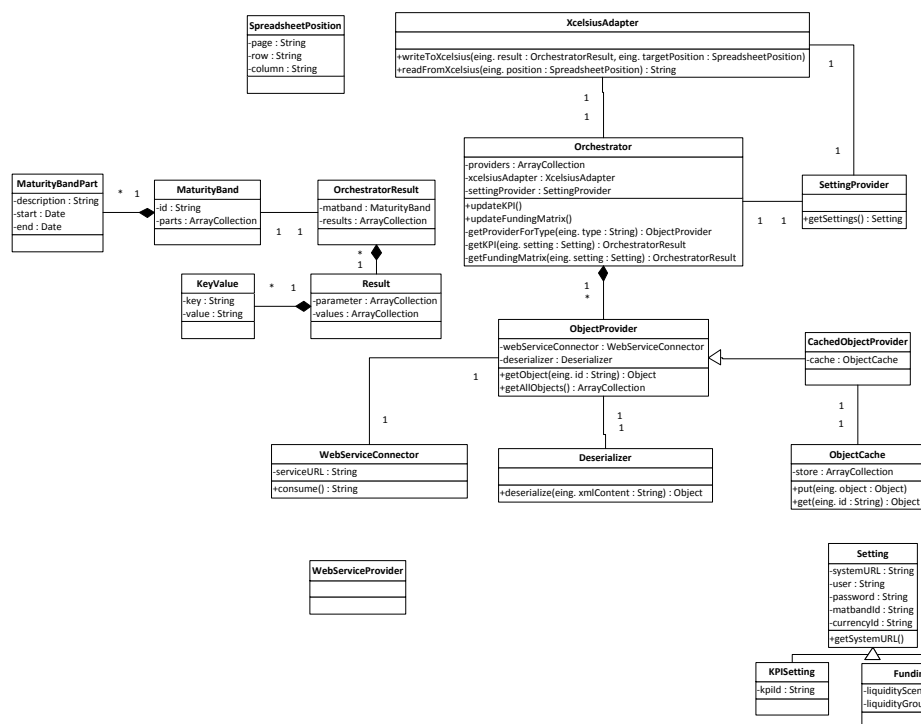 SpreadsheetPosition
-page : String
-row : String
-column : String
XcelsiusAdapter
+writeToXcelsius(eing. result : OrchestratorResult, eing. targetPosition : SpreadsheetPosition)
+readFromXcelsius(eing. position : SpreadsheetPosition) : String
1
1
1
1
Orchestrator
-providers : ArrayCollection
-xcelsiusAdapter : XcelsiusAdapter
-settingProvider : SettingProvider
+updateKPI()
+updateFundingMatrix()
-getProviderForType(eing. type : String) : ObjectProvider
-getKPI(eing. setting : Setting) : OrchestratorResult
-getFundingMatrix(eing. setting : Setting) : OrchestratorResult
1 1
SettingProvider
+getSettings() : Setting
MaturityBandPart
-description : String
-start : Date
-end : Date
* 1
MaturityBand
-id : String
-parts : ArrayCollection
1 1
OrchestratorResult
-matband : MaturityBand
-results : ArrayCollection
*
1
KeyValue
-key : String
-value : String
* 1
Result
-parameter : ArrayCollection
-values : ArrayCollection
1
*
ObjectProvider
-webServiceConnector : WebServiceConnector
-deserializer : Deserializer
+getObject(eing. id : String) : Object
+getAllObjects() : ArrayCollection
CachedObjectProvider
-cache : ObjectCache
1
1
1
1
1
1
WebServiceConnector
-serviceURL : String
+consume() : String
Deserializer
+deserialize(eing. xmlContent : String) : Object
ObjectCache
-store : ArrayCollection
+put(eing. object : Object)
+get(eing. id : String) : Object
WebServiceProvider
Setting
-systemURL : String
-user : String
-password : String
-matbandId : String
-currencyId : String
+getSystemURL()
KPISetting
-kpiId : String
Fundin
-liquidityScen
-liquidityGrou